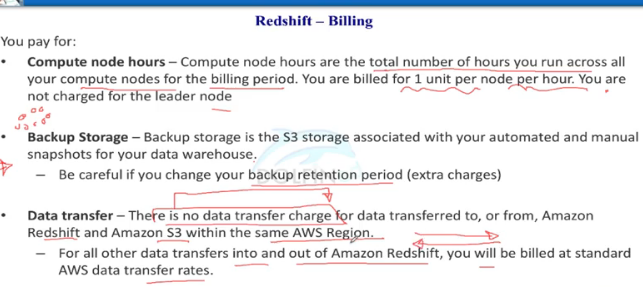 Redshift – Billing
You pay for:
• Compute node hours – Compute node hours are the total number of hours you run across all
your compute nodes for the billing period. You are billed for 1 unit per node per hour. You are
not charged for the leader node
• Backup Storage – Backup storage is the S3 storage associated with your automated and manual
snapshots for your data warehouse.
– Be careful if you change your backup retention period (extra charges)
• Data transfer – There is no data transfer charge for data transferred to, or from, Amazon
Redshift and Amazon S3 within the same AWS Region.
– For all other data transfers into and out of Amazon Redshift, you will be billed at standard
AWS data transfer rates.